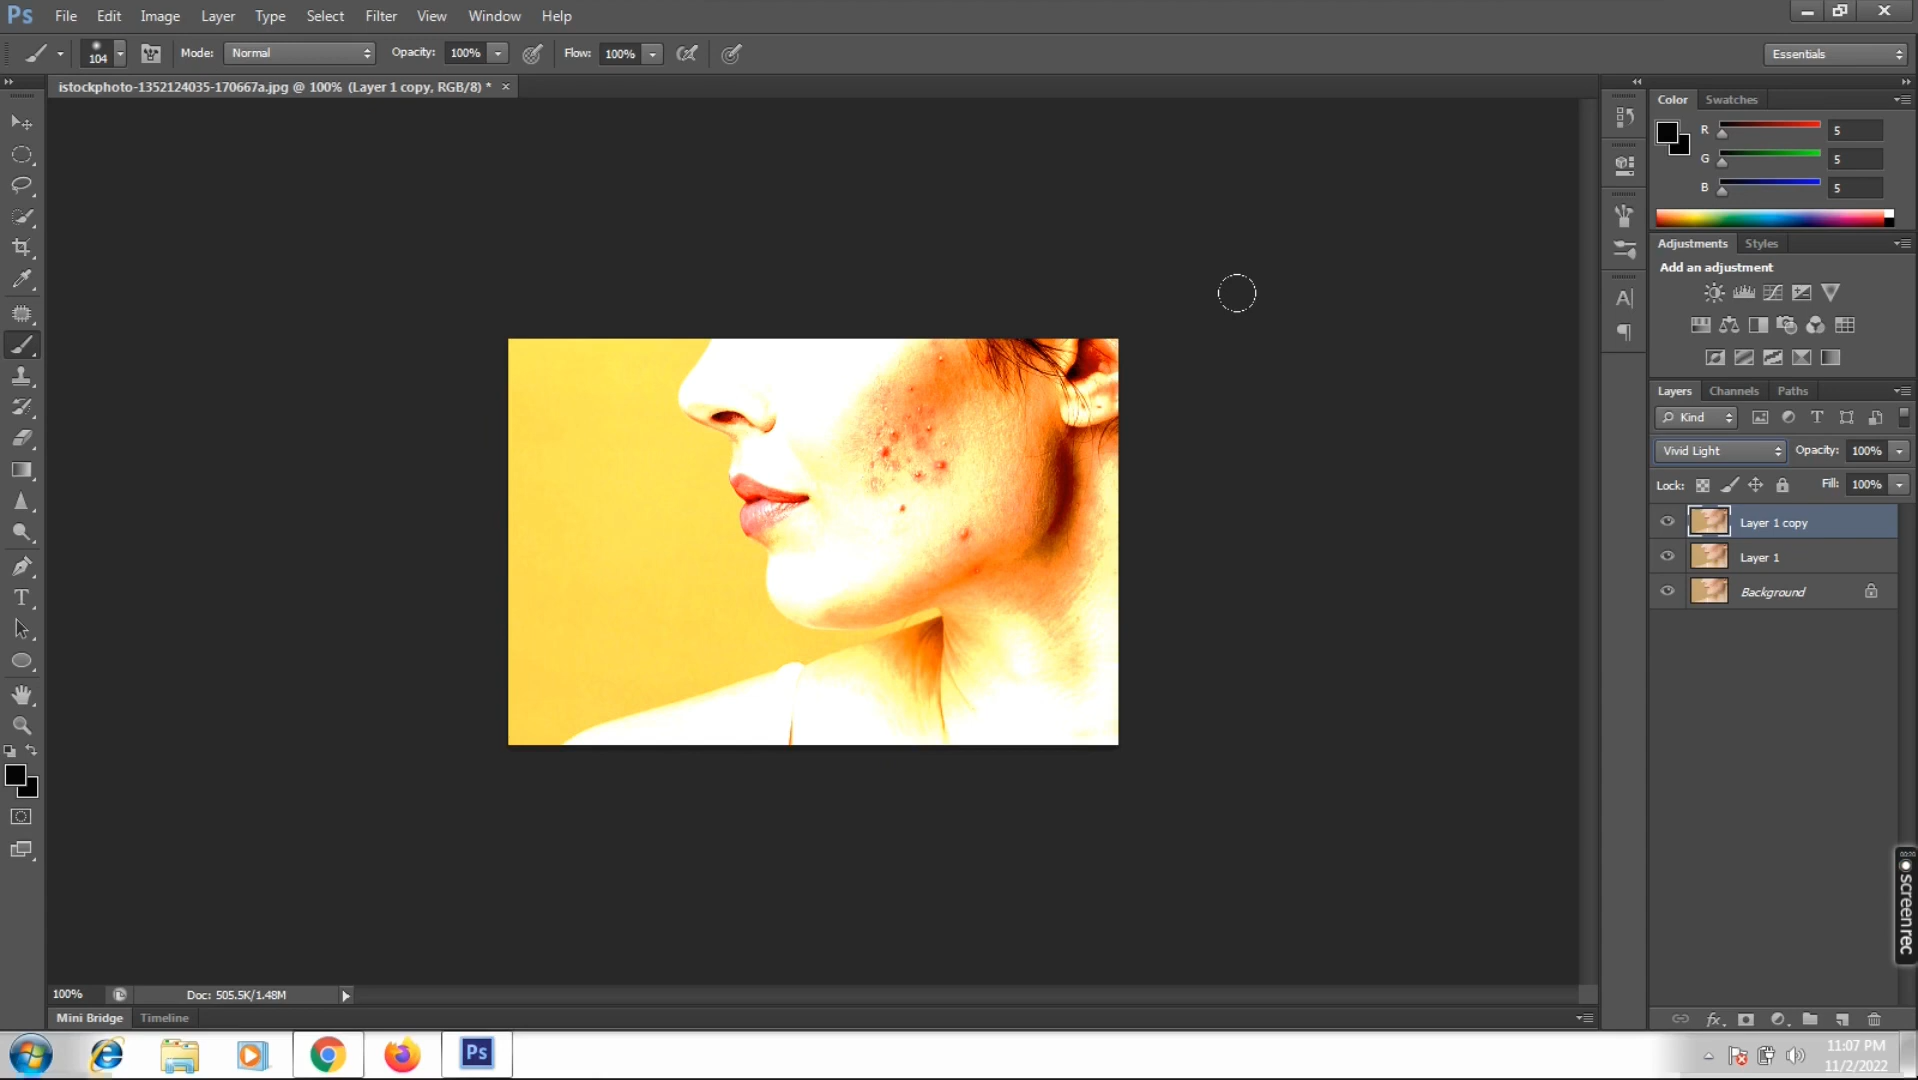 Ps File Edit Image Layer Type Select Filter View Window Help
104 Mode: Normal Opacity: 100% Flow: 100% Essentials
istockphoto-1352124035-170667a.jpg @ 100% (Layer 1 copy, RGB/8) * ×
Color Swatches
R 5
G 5
B 5
Adjustments Styles
Add an adjustment
Layers Channels Paths
Kind T
Vivid Light Opacity: 100%
Lock: Fill: 100%
Layer 1 copy
Layer 1
Background
A
T
screenrec
100% Doc: 505.5K/1.48M
Mini Bridge Timeline
fx
Ps
11:07 PM
11/2/2022